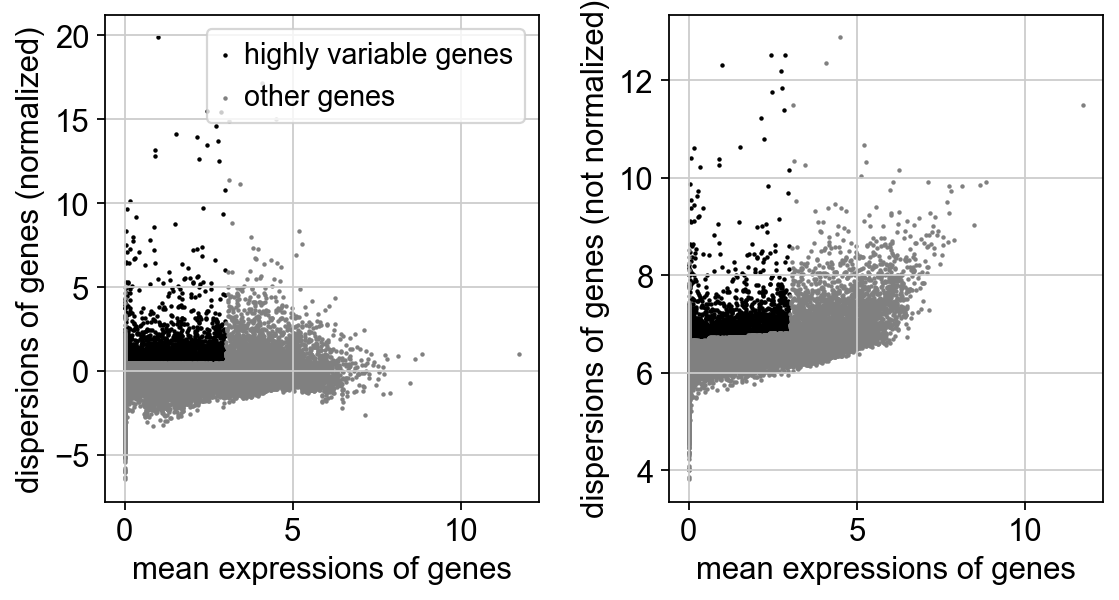 dispersions of genes (normalized)
20
15
10
5
0
−5
highly variable genes
other genes
0
5
10
mean expressions of genes
dispersions of genes (not normalized)
12
10
8
6
4
0
5
10
mean expressions of genes